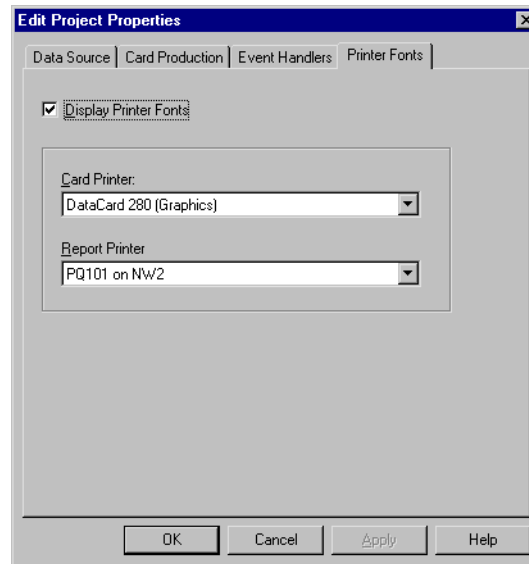 Edit Project Properties
Data Source Card Production Event Handlers Printer Fonts
Display Printer Fonts
Card Printer:
DataCard 280 (Graphics)
Report Printer
PQ101 on NW2
OK Cancel Apply Help